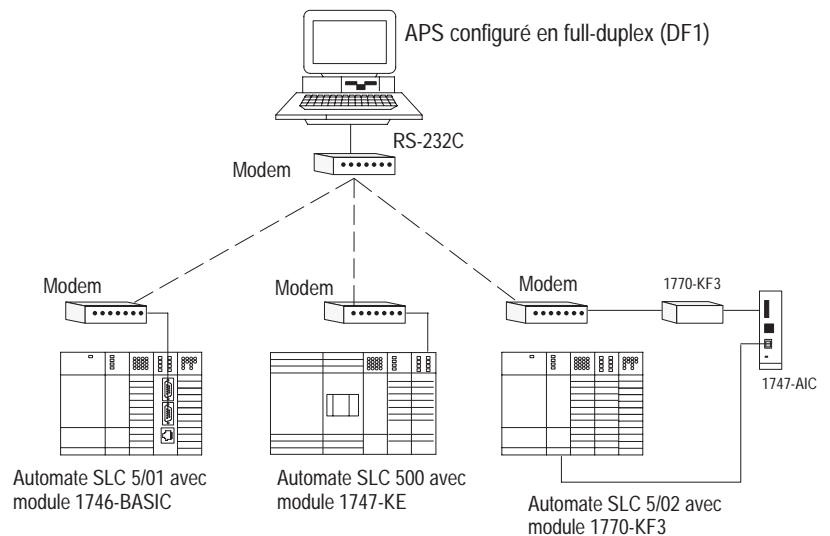 APS configuré en full-duplex (DF1)
RS-232C
Modem
Modem
Modem
Modem
1770-KF3
1747-AIC
Automate SLC 5/01 avec
module 1746-BASIC
Automate SLC 500 avec
module 1747-KE
Automate SLC 5/02 avec
module 1770-KF3